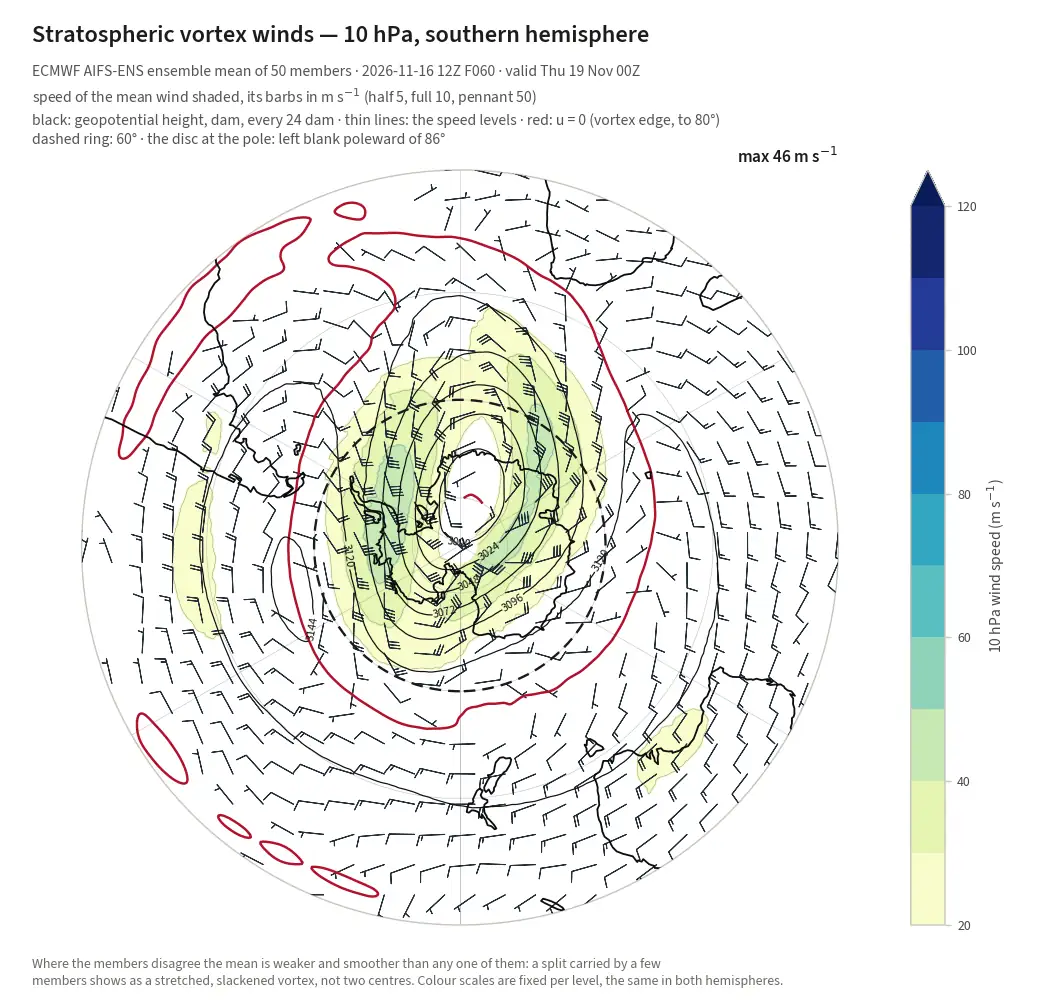 Stratospheric vortex winds — 10 hPa, southern hemisphere
ECMWF AIFS-ENS ensemble mean of 50 members · 2026-11-16 12Z F060 · valid Thu 19 Nov 00Z
speed of the mean wind shaded, its barbs in m s⁻¹ (half 5, full 10, pennant 50)
black: geopotential height, dam, every 24 dam · thin lines: the speed levels · red: u = 0 (vortex edge, to 80°)
dashed ring: 60° · the disc at the pole: left blank poleward of 86°
max 46 m s⁻¹
120
100
80
60
40
20
10 hPa wind speed (m s⁻¹)
3024
3120
3120
3072
3096
3144
Where the members disagree the mean is weaker and smoother than any one of them: a split carried by a few
members shows as a stretched, slackened vortex, not two centres. Colour scales are fixed per level, the same in both hemispheres.